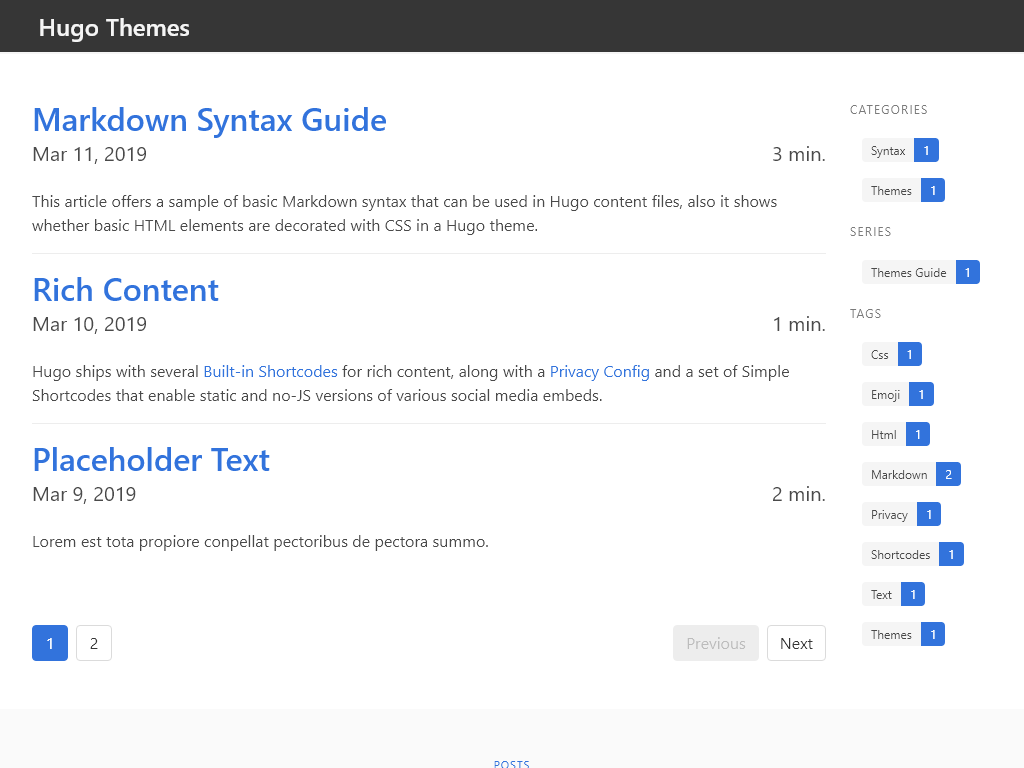 Hugo Themes
Markdown Syntax Guide
Mar 11, 2019 3 min.
This article offers a sample of basic Markdown syntax that can be used in Hugo content files, also it shows
whether basic HTML elements are decorated with CSS in a Hugo theme.
Rich Content
Mar 10, 2019 1 min.
Hugo ships with several Built-in Shortcodes for rich content, along with a Privacy Config and a set of Simple
Shortcodes that enable static and no-JS versions of various social media embeds.
Placeholder Text
Mar 9, 2019 2 min.
Lorem est tota propiore conpellat pectoribus de pectora summo.
1 2 Previous Next
CATEGORIES
Syntax 1
Themes 1
SERIES
Themes Guide 1
TAGS
Css 1
Emoji 1
Html 1
Markdown 2
Privacy 1
Shortcodes 1
Text 1
Themes 1
POSTS